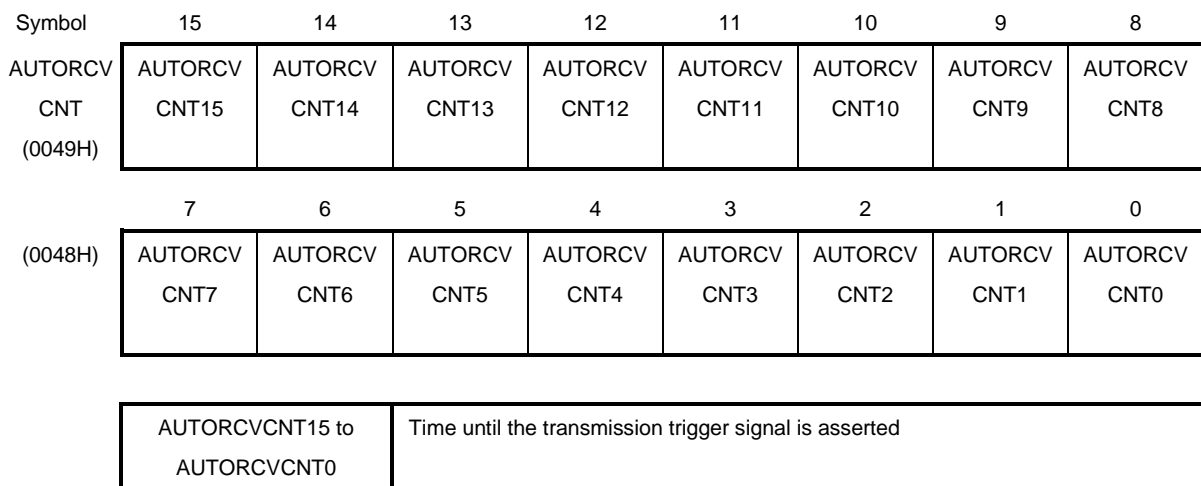 Symbol 15 14 13 12 11 10 9 8
AUTORCV AUTORCV AUTORCV AUTORCV AUTORCV AUTORCV AUTORCV AUTORCV AUTORCV
CNT CNT15 CNT14 CNT13 CNT12 CNT11 CNT10 CNT9 CNT8
(0049H)
7 6 5 4 3 2 1 0
(0048H) AUTORCV AUTORCV AUTORCV AUTORCV AUTORCV AUTORCV AUTORCV AUTORCV
CNT7 CNT6 CNT5 CNT4 CNT3 CNT2 CNT1 CNT0
AUTORCVCNT15 to Time until the transmission trigger signal is asserted
AUTORCVCNT0